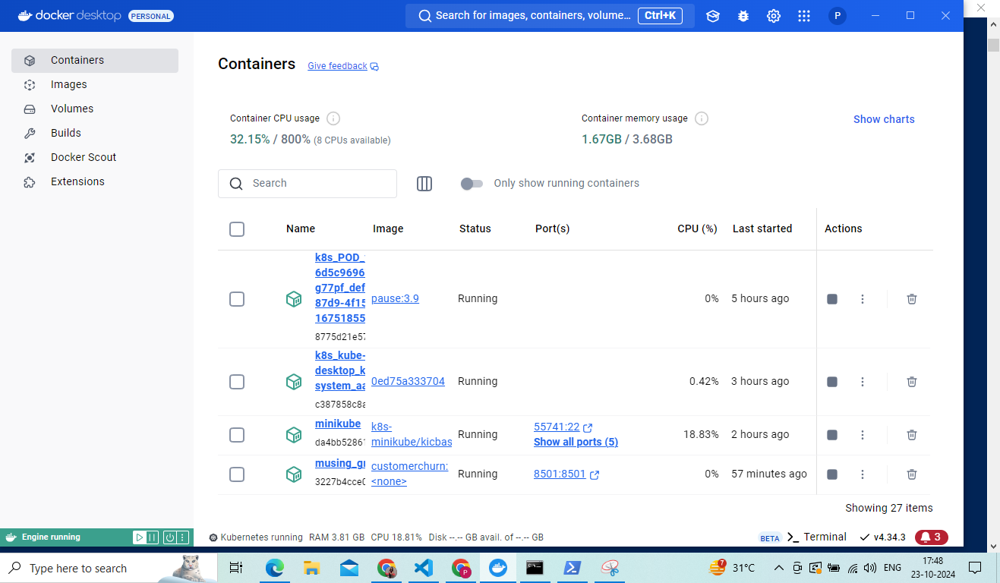 docker desktop PERSONAL
Search for images, containers, volume... Ctrl+K
P
Containers
Images
Volumes
Builds
Docker Scout
Extensions
Containers Give feedback
Container CPU usage
32.15% / 800% (8 CPUs available)
Container memory usage
1.67GB / 3.68GB
Show charts
Search
Only show running containers
Name Image Status Port(s) CPU (%) Last started Actions
k8s_POD_
6d5c9696
g77pf_def
87d9-4f15
16751855
8775d21e57
pause:3.9 Running 0% 5 hours ago
k8s_kube-
desktop_k
system_aa
c387858c8a
0ed75a333704 Running 0.42% 3 hours ago
minikube
da4bb52861
k8s-
minikube/kicbas
Running
55741:22
Show all ports (5)
18.83% 2 hours ago
musing_gr
3227b4cce0
customerchurn:
<none>
Running 8501:8501 0% 57 minutes ago
Showing 27 items
Engine running
Kubernetes running RAM 3.81 GB CPU 18.81% Disk --.-- GB avail. of --.-- GB
BETA Terminal v4.34.3 3
Type here to search
P
7
31°C
ENG
17:48
23-10-2024